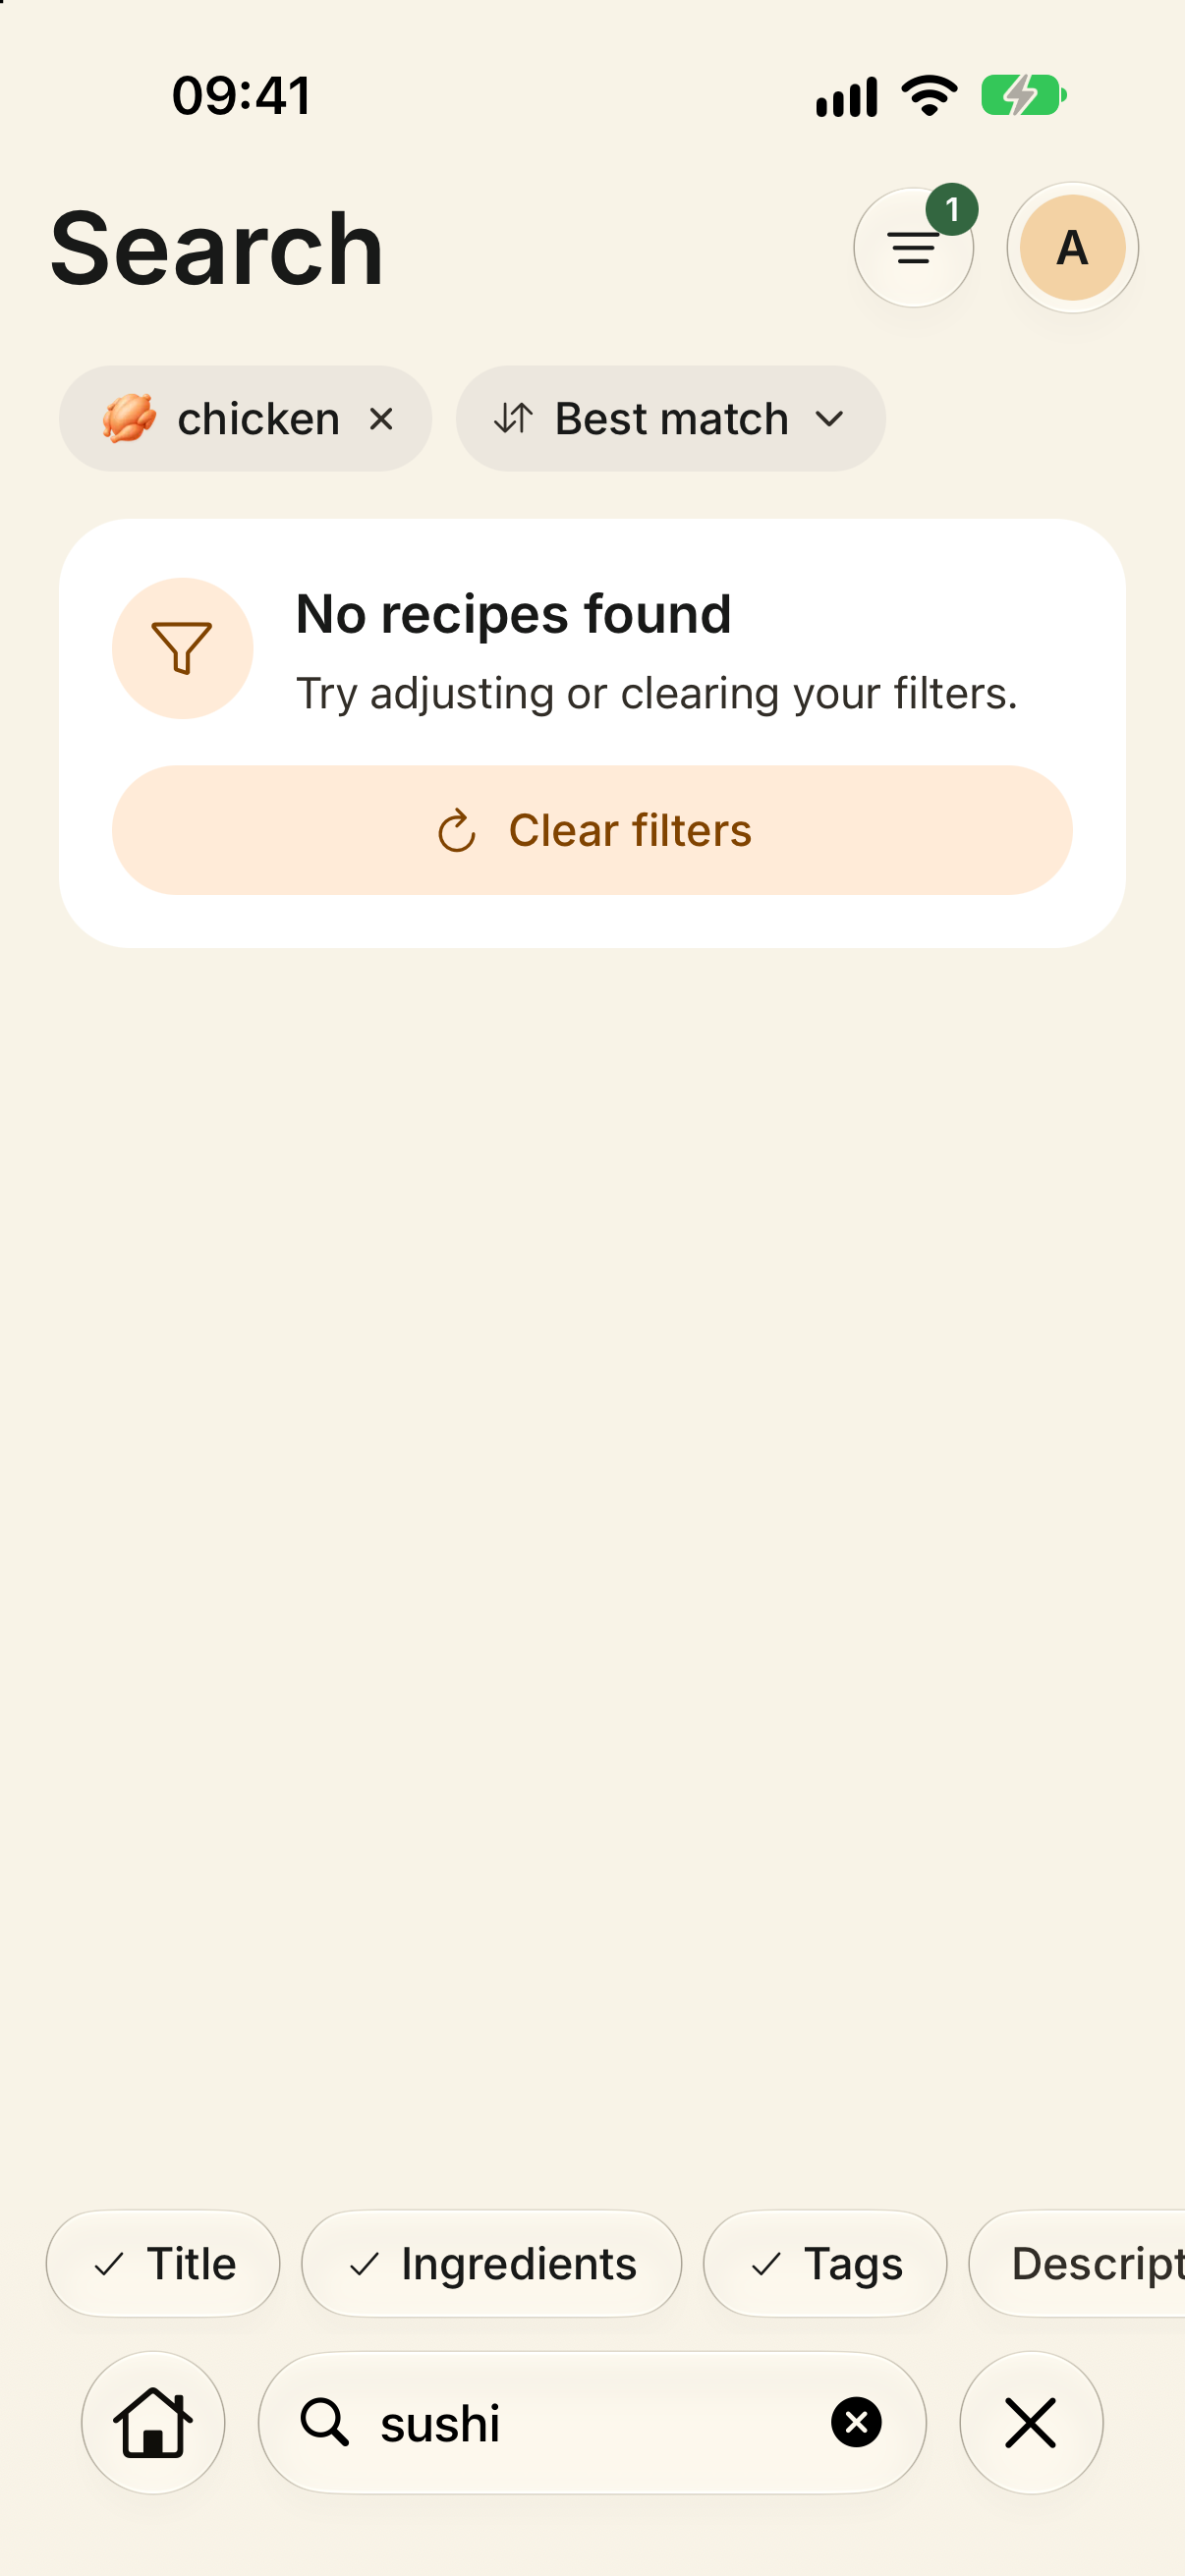 09:41
Search
1
A
chicken
Best match
No recipes found
Try adjusting or clearing your filters.
Clear filters
Title
Ingredients
Tags
Descript
sushi